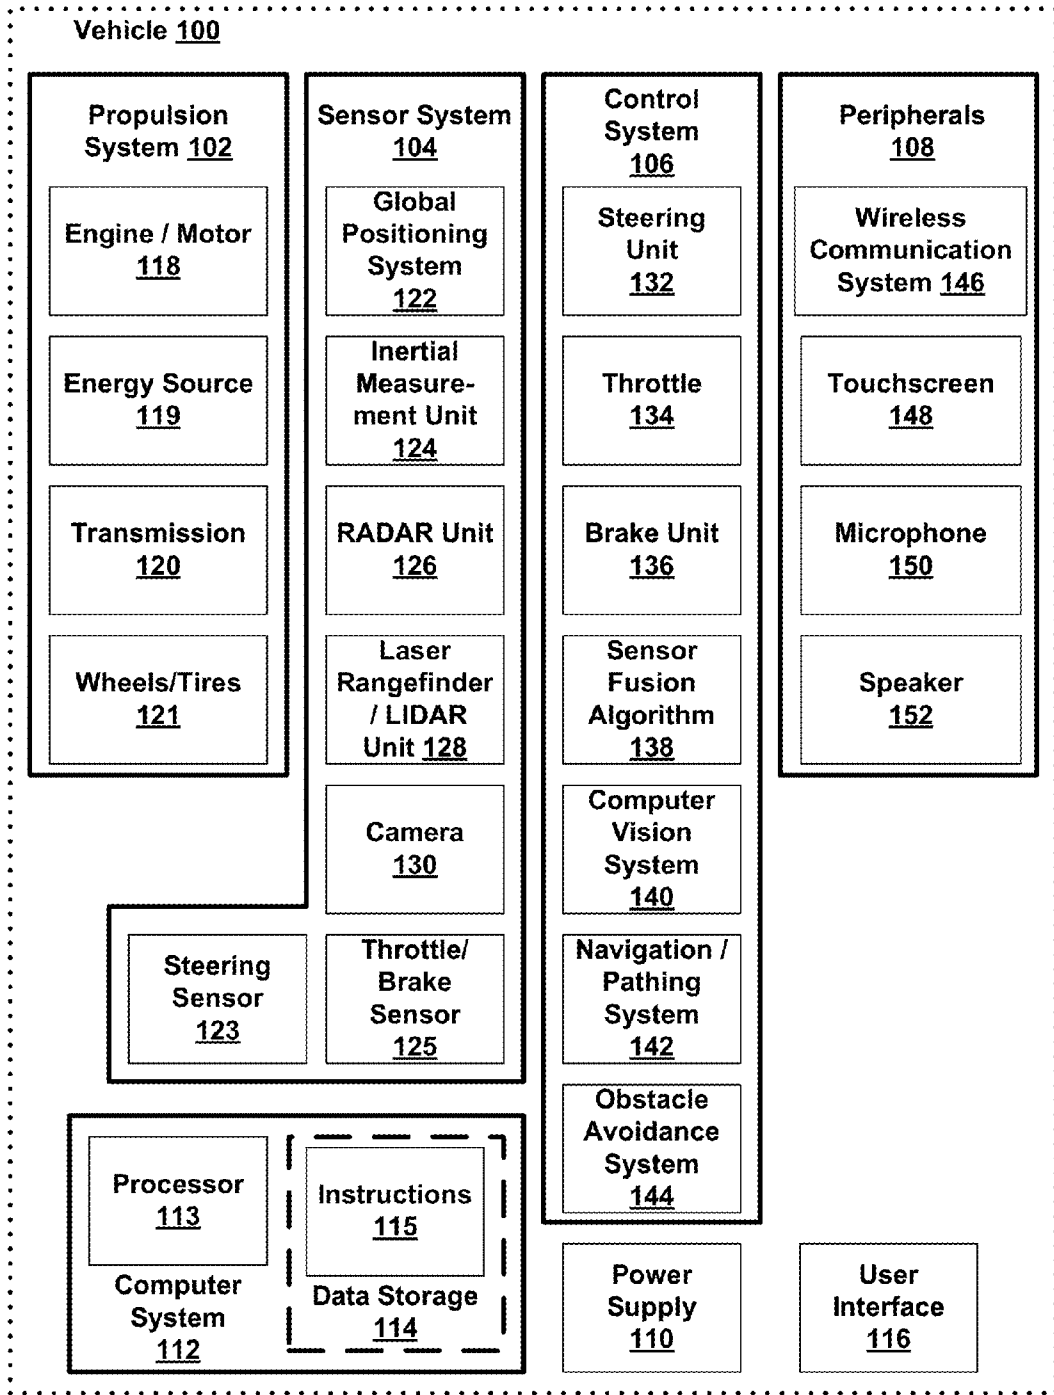 Vehicle 100
Propulsion
System 102
Engine / Motor
118
Energy Source
119
Transmission
120
Wheels/Tires
121
Sensor System
104
Global
Positioning
System
122
Inertial
Measure-
ment Unit
124
RADAR Unit
126
Laser
Rangefinder
/ LIDAR
Unit 128
Camera
130
Steering
Sensor
123
Throttle/
Brake
Sensor
125
Control
System
106
Steering
Unit
132
Throttle
134
Brake Unit
136
Sensor
Fusion
Algorithm
138
Computer
Vision
System
140
Navigation /
Pathing
System
142
Obstacle
Avoidance
System
144
Peripherals
108
Wireless
Communication
System 146
Touchscreen
148
Microphone
150
Speaker
152
Processor
113
Computer
System
112
Instructions
115
Data Storage
114
Power
Supply
110
User
Interface
116